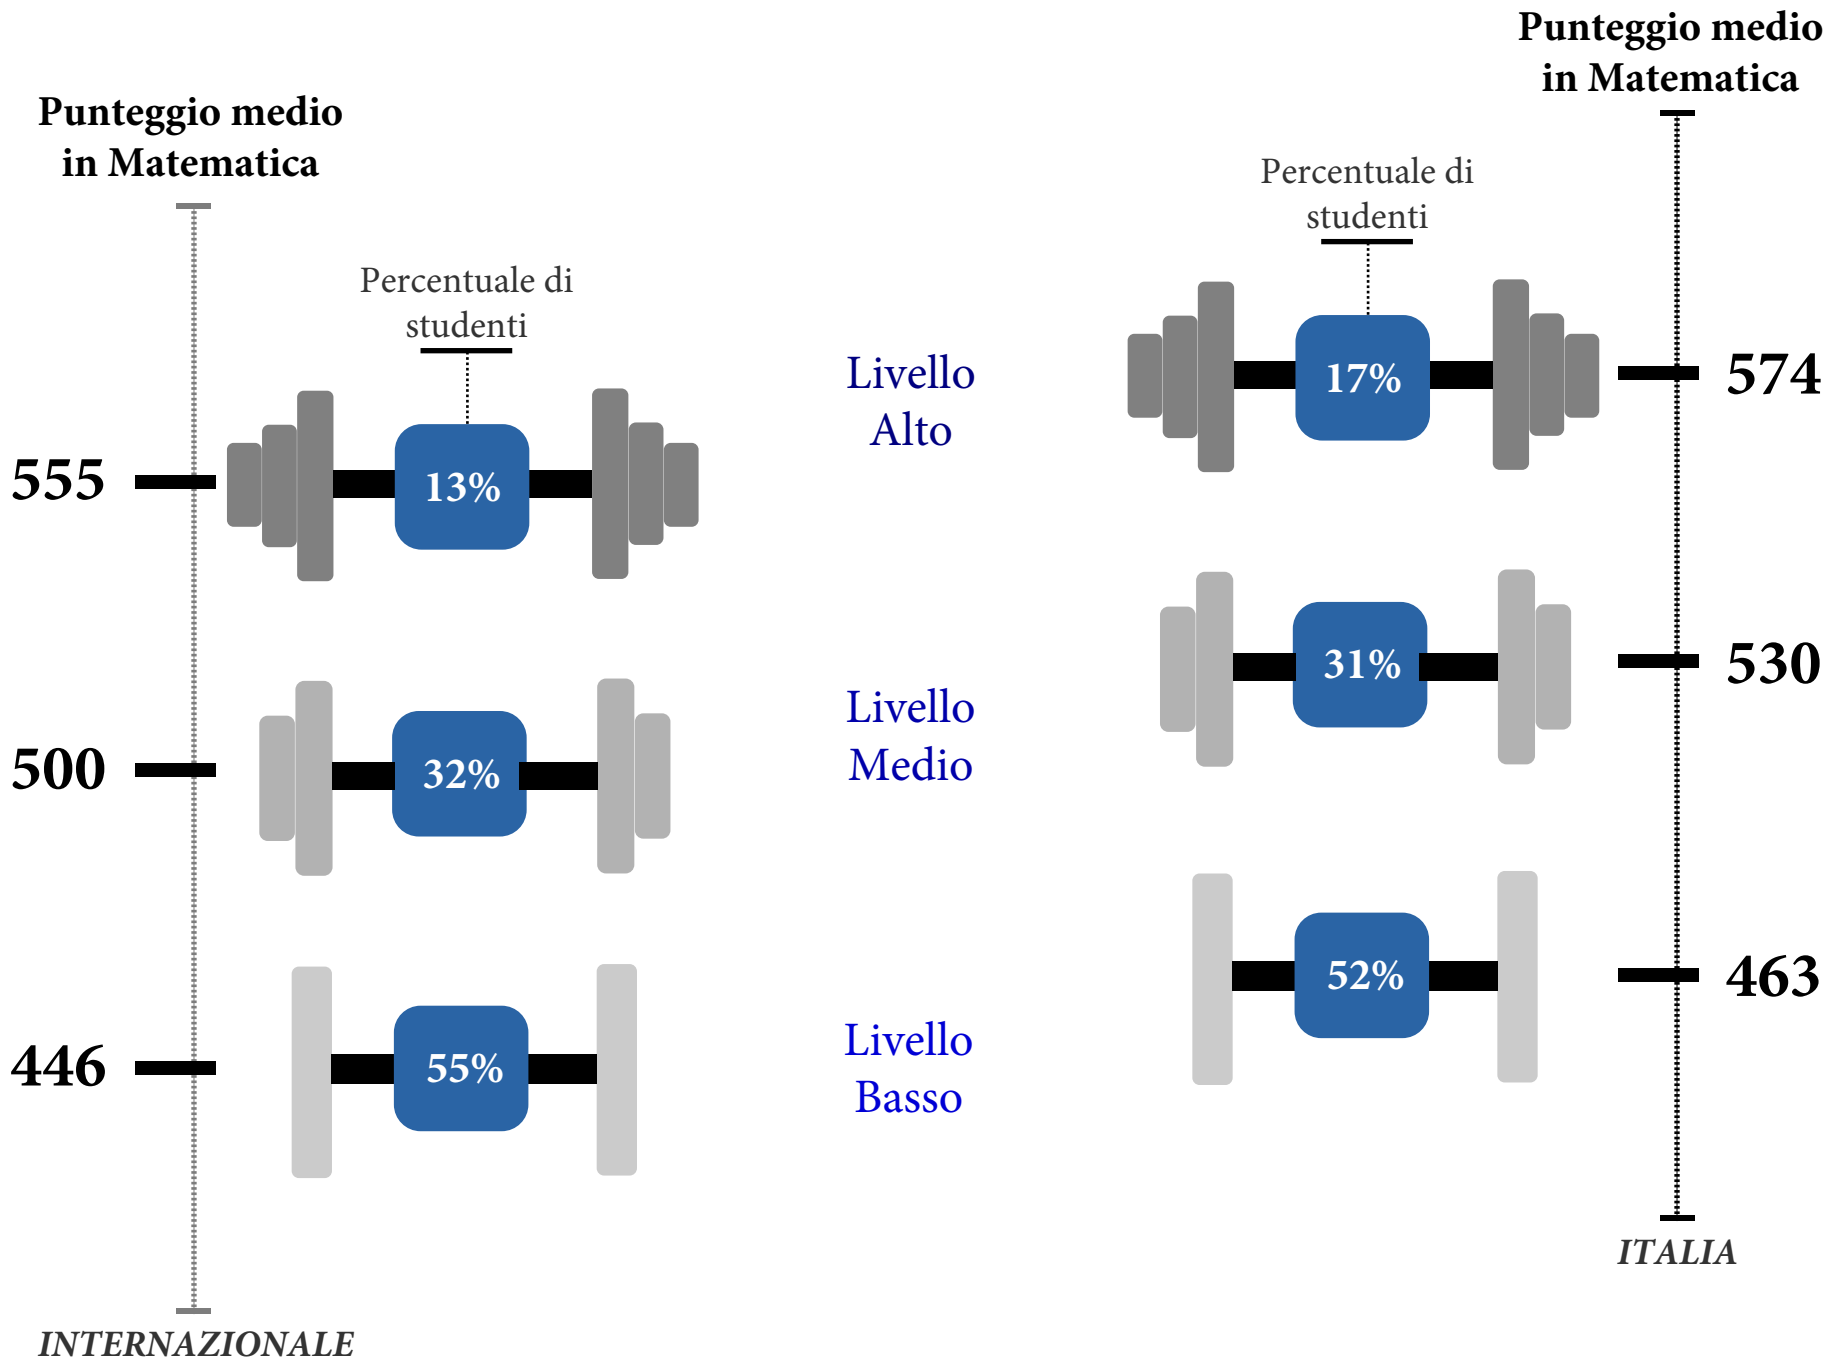 Punteggio medio
in Matematica
Percentuale di
studenti
555
13%
500
32%
446
55%
INTERNAZIONALE
Livello
Alto
Livello
Medio
Livello
Basso
Punteggio medio
in Matematica
Percentuale di
studenti
17%
574
31%
530
52%
463
ITALIA